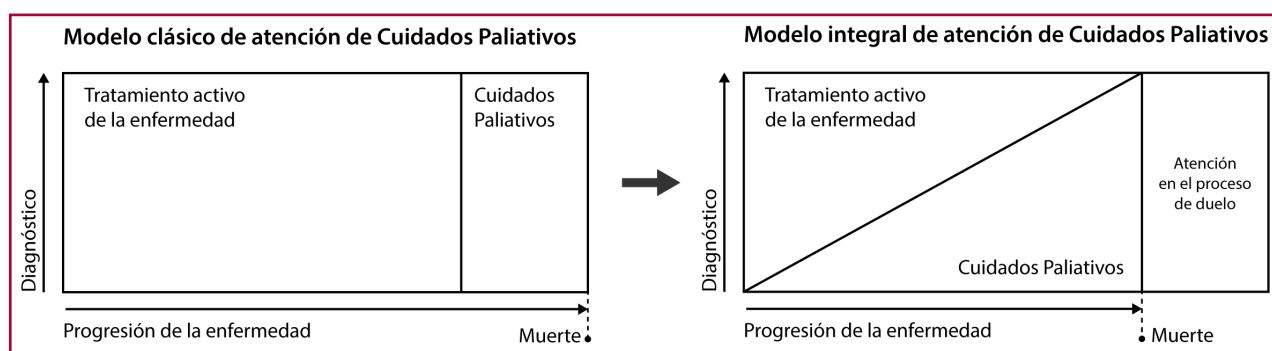 Modelo clásico de atención de Cuidados Paliativos
Diagnóstico
Tratamiento activo
de la enfermedad
Cuidados
Paliativos
Progresión de la enfermedad
Muerte
Modelo integral de atención de Cuidados Paliativos
Diagnóstico
Tratamiento activo
de la enfermedad
Cuidados Paliativos
Atención
en el proceso
de duelo
Progresión de la enfermedad
Muerte